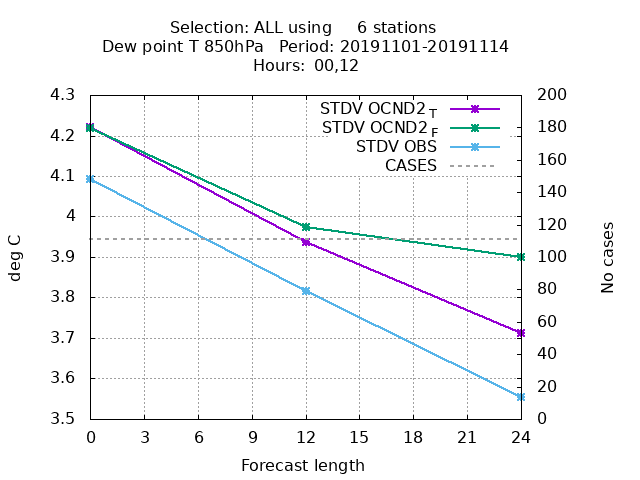 Selection: ALL using     6 stations
Dew point T 850hPa   Period: 20191101-20191114
Hours:  00,12
4.3
4.2
4.1
4
3.9
3.8
3.7
3.6
3.5
deg C
STDV OCND2 T
STDV OCND2 F
STDV OBS
CASES
200
180
160
140
120
100
80
60
40
20
0
No cases
0 3 6 9 12 15 18 21 24
Forecast length